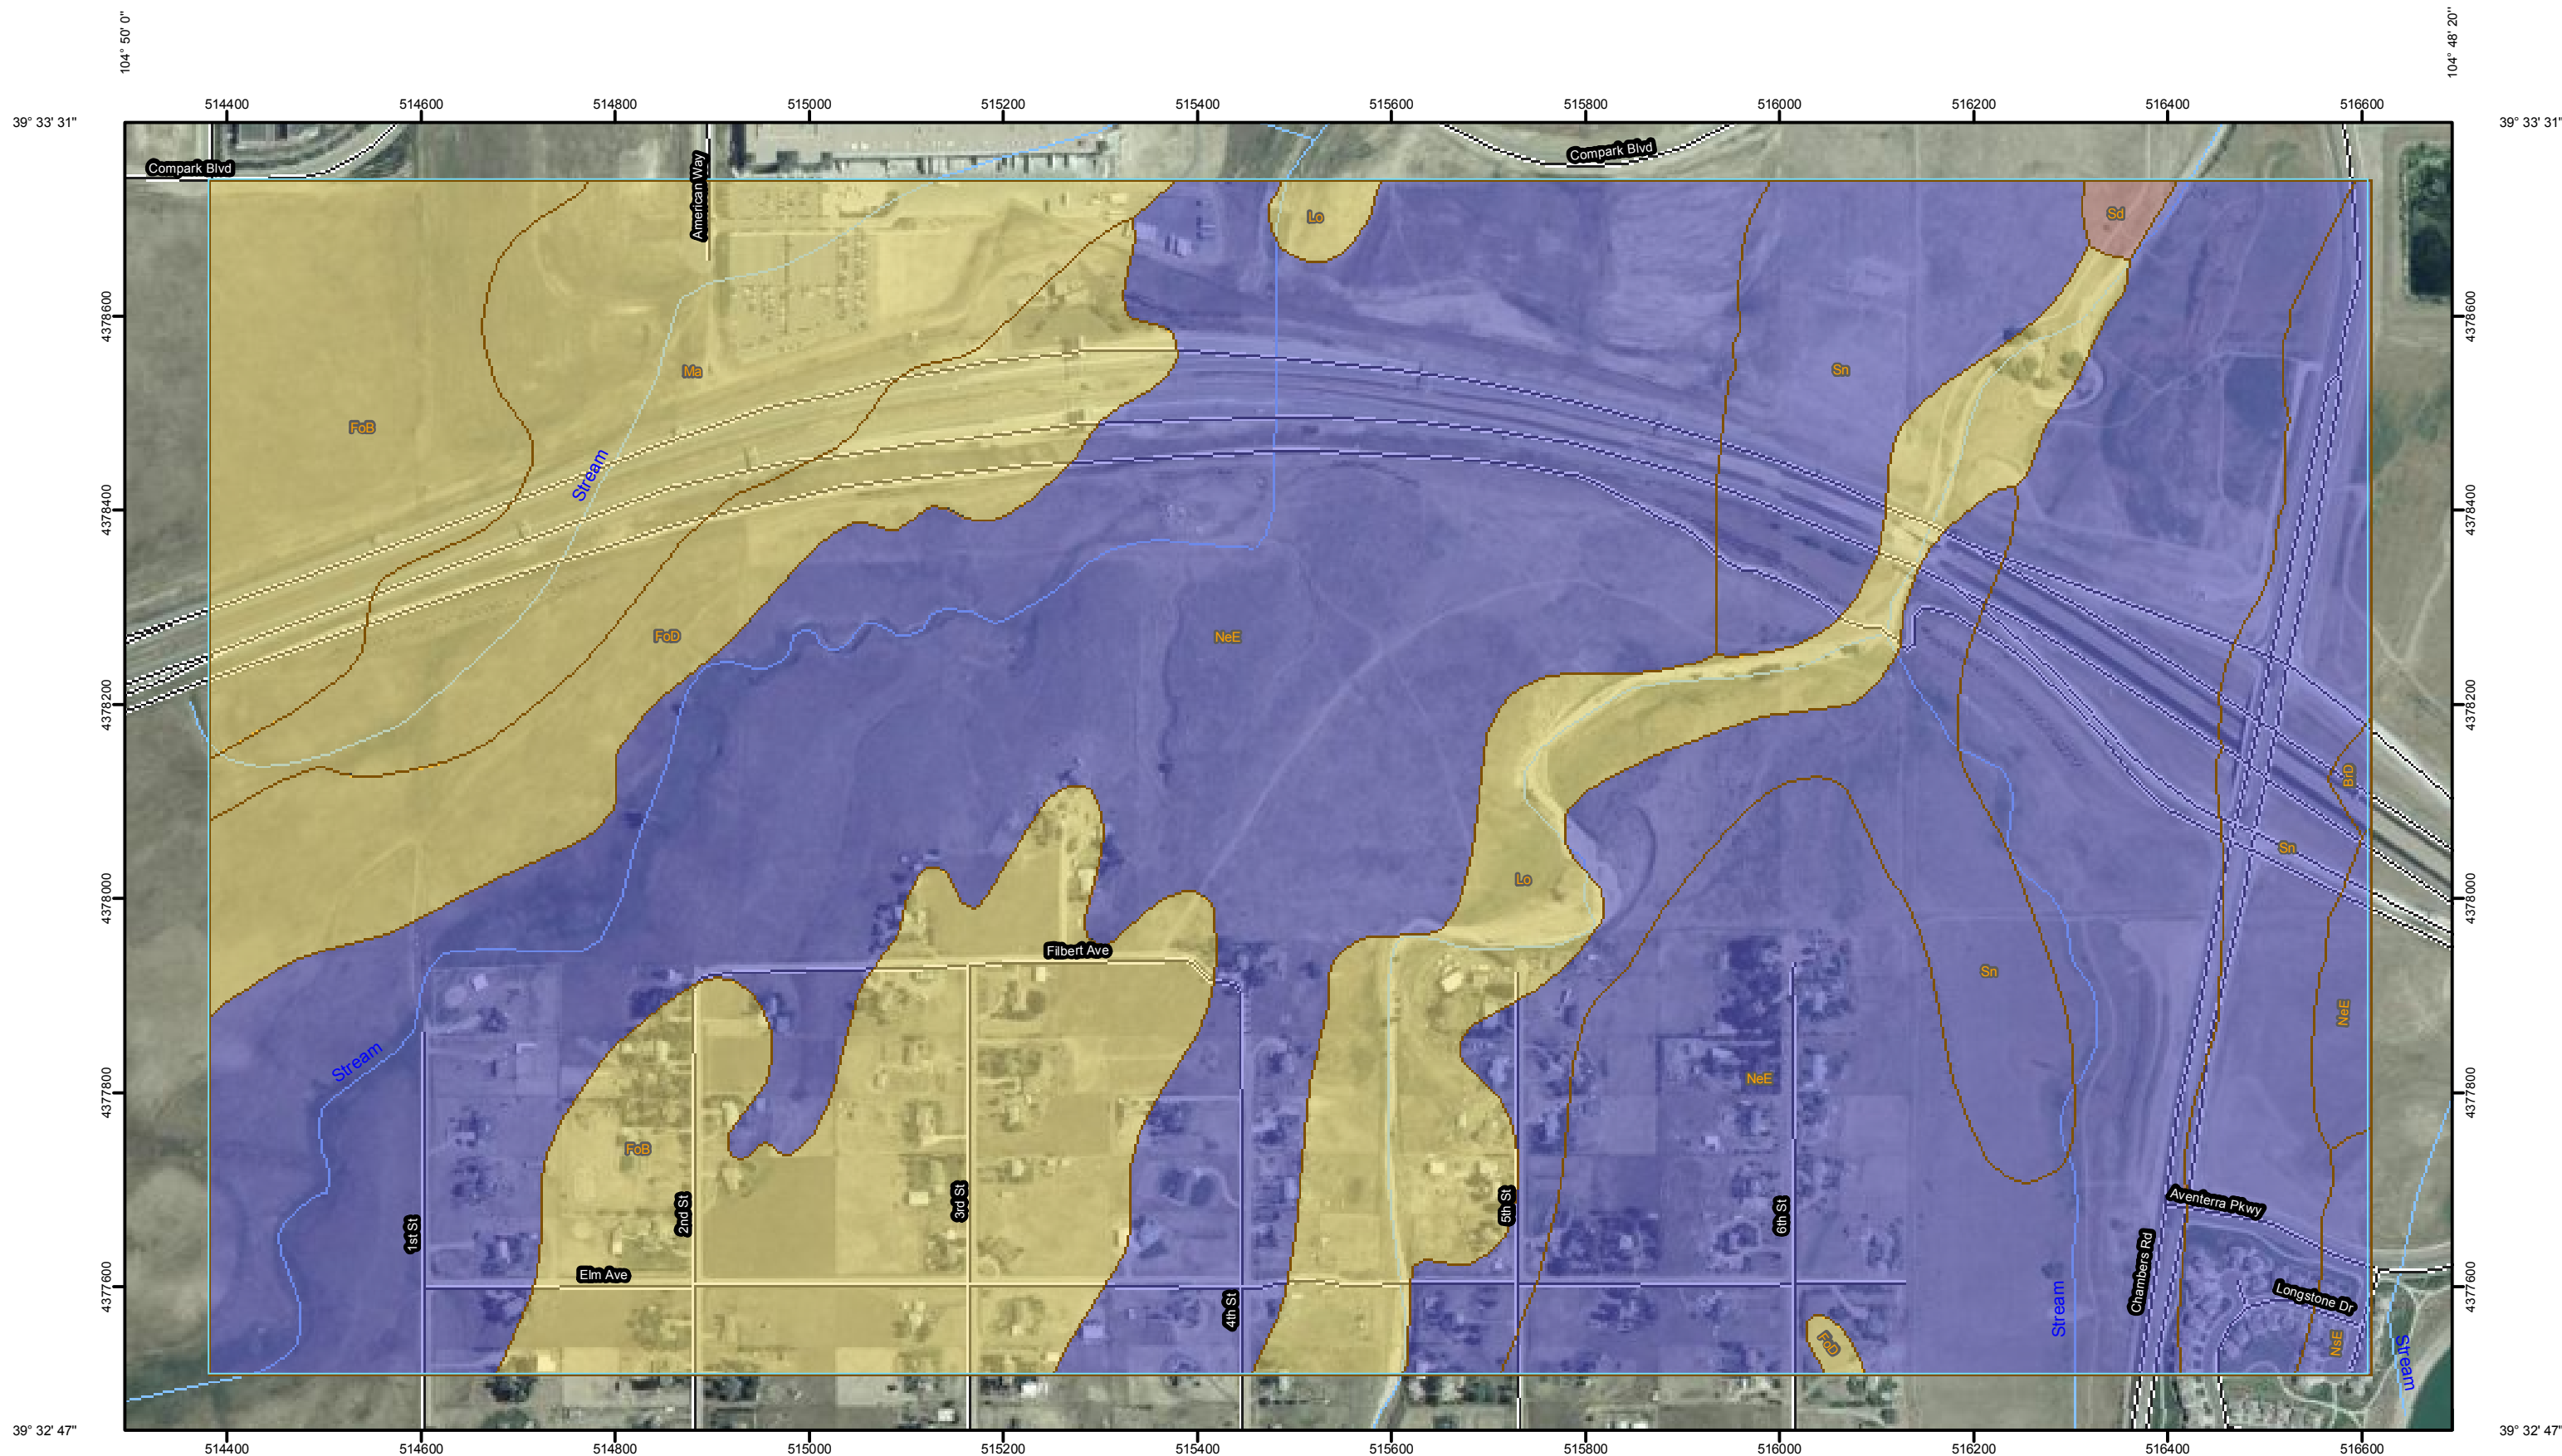 104° 50' 0"
104° 48' 20"
514400
514600
514800
515000
515200
515400
515600
515800
516000
516200
516400
516600
39° 33' 31"
39° 33' 31"
Compark Blvd
American Way
Compark Blvd
Lo
Sd
4378600
4378600
Ma
Sn
FoB
Stream
4378400
4378400
FoD
NeE
4378200
4378200
BrD
Sn
Lo
4378000
4378000
Filbert Ave
Sn
NeE
Stream
NeE
4377800
4377800
FoB
1st St
2nd St
3rd St
4th St
5th St
6th St
Aventerra Pkwy
Chambers Rd
Elm Ave
4377600
4377600
Longstone Dr
Stream
FoD
NsE
Stream
39° 32' 47"
39° 32' 47"
514400
514600
514800
515000
515200
515400
515600
515800
516000
516200
516400
516600